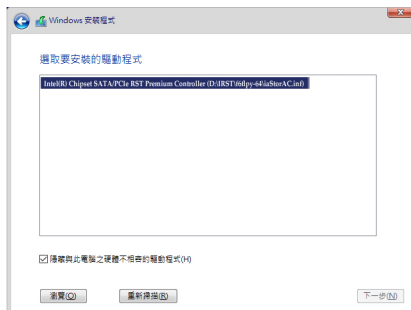 Windows 安裝程式
選取要安裝的驅動程式
Intel(R) Chipset SATA/PCIe RST Premium Controller (D:\IRST\f6flpy-64\iaStorAC.inf)
隱藏與此電腦之硬體不相容的驅動程式(H)
瀏覽(O)
重新掃描(R)
下一步(N)